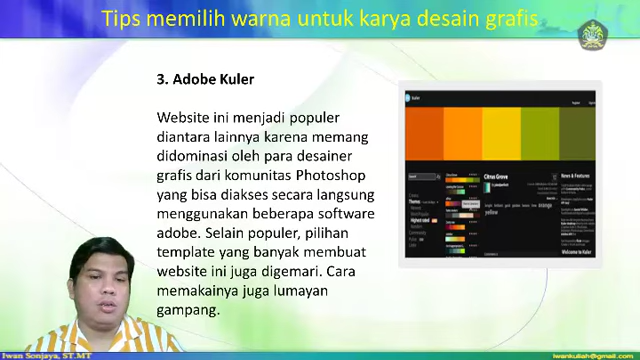 Tips memilih warna untuk karya desain grafis
3. Adobe Kuler
Website ini menjadi populer
diantara lainnya karena memang
didominasi oleh para desainer
grafis dari komunitas Photoshop
yang bisa diakses secara langsung
menggunakan beberapa software
adobe. Selain populer, pilihan
template yang banyak membuat
website ini juga digemari. Cara
memakainya juga lumayan
gampang.
Citrus Grove
News & Features
Welcome to Kuler
Iwan Sonjaya, ST.MT
iwankuliah@gmail.com